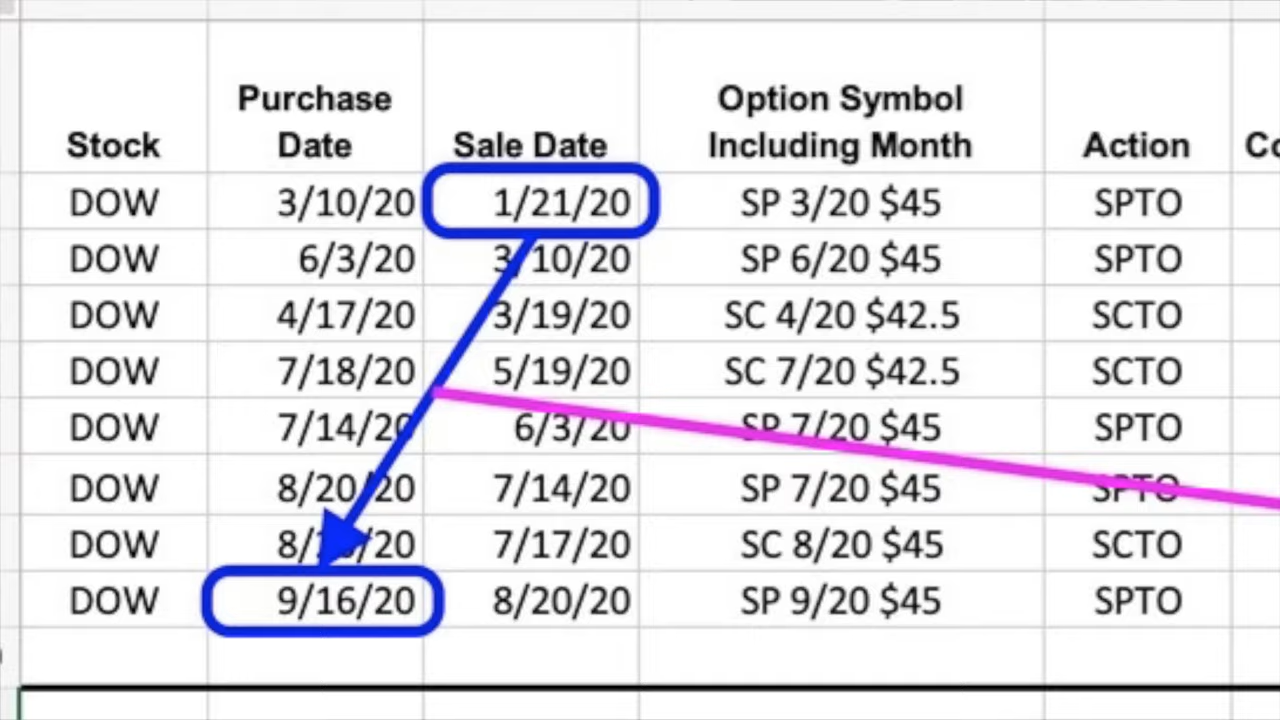 Purchase Option Symbol
Stock Date Sale Date Including Month Action
DOW 3/10/20 1/21/20 SP 3/20 $45 SPTO
DOW 6/3/20 3/10/20 SP 6/20 $45 SPTO
DOW 4/17/20 3/19/20 SC 4/20 $42.5 SCTO
DOW 7/18/20 5/19/20 SC 7/20 $42.5 SCTO
DOW 7/14/20 6/3/20 SP 7/20 $45 SPTO
DOW 8/20/20 7/14/20 SP 7/20 $45 SPTO
DOW 7/17/20 SC 8/20 $45 SCTO
DOW 9/16/20 8/20/20 SP 9/20 $45 SPTO